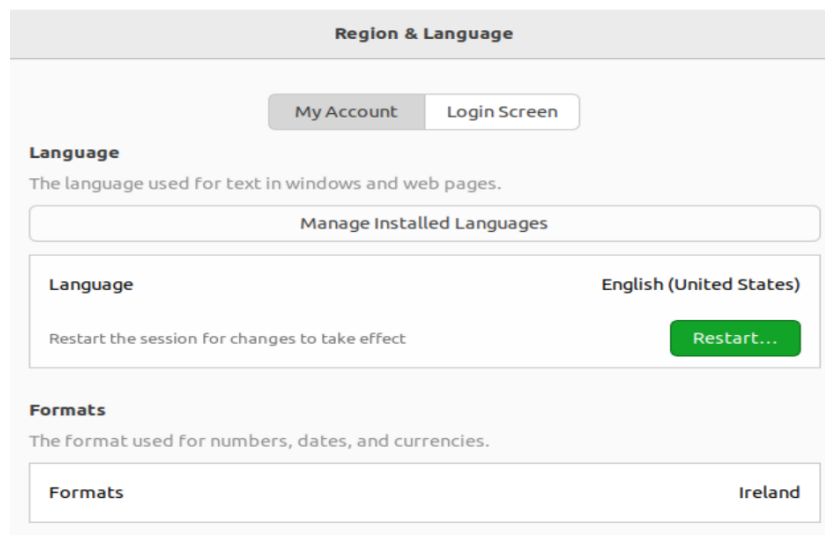 Region & Language
My Account Login Screen
Language
The language used for text in windows and web pages.
Manage Installed Languages
Language English (United States)
Restart the session for changes to take effect Restart...
Formats
The format used for numbers, dates, and currencies.
Formats Ireland